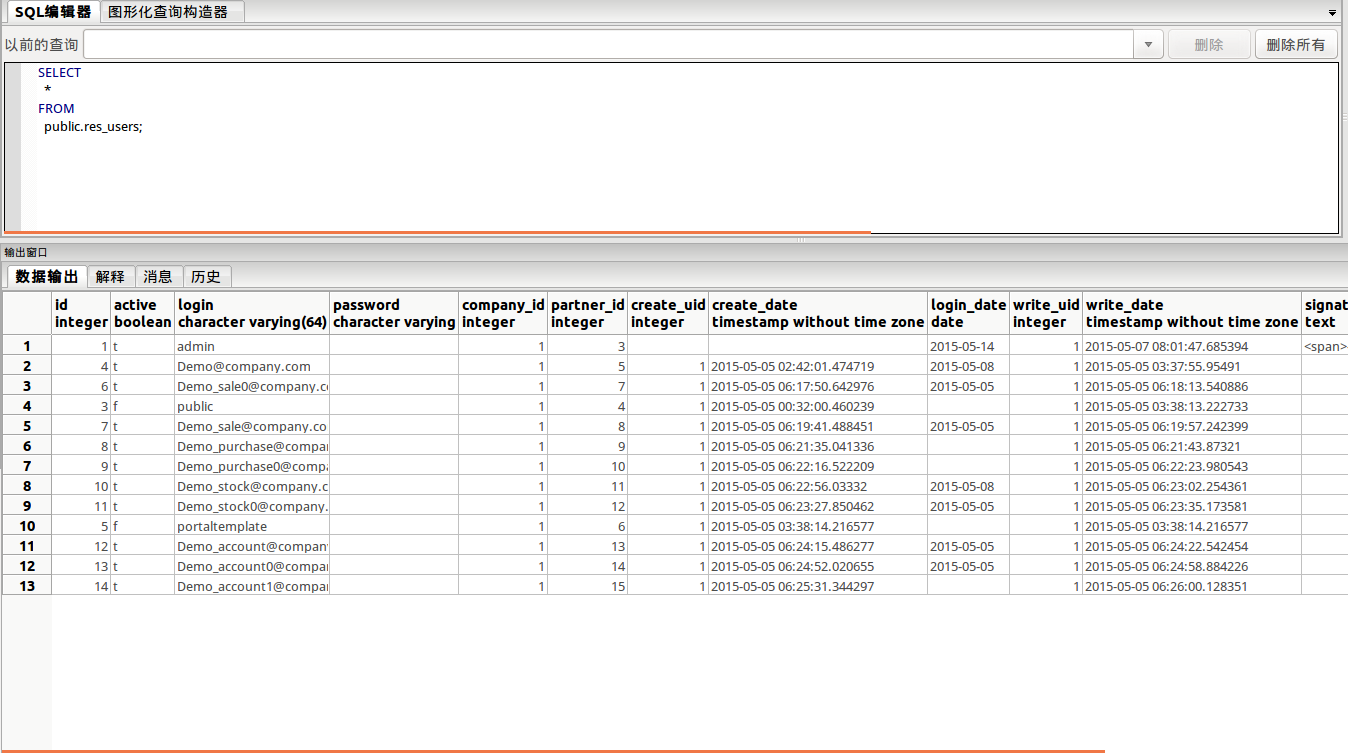 SQL编辑器 图形化查询构造器
以前的查询 删除 删除所有
SELECT
*
FROM
public.res_users;
输出窗口
数据输出 解释 消息 历史
id active login password company_id partner_id create_uid create_date login_date write_uid write_date signat
integer boolean character varying(64) character varying integer integer integer timestamp without time zone date integer timestamp without time zone text
1 1 t admin 1 3 2015-05-14 1 2015-05-07 08:01:47.685394 <span>
2 4 t Demo@company.com 1 5 1 2015-05-05 02:42:01.474719 2015-05-08 1 2015-05-05 03:37:55.95491
3 6 t Demo_sale0@company.co 1 7 1 2015-05-05 06:17:50.642976 2015-05-05 1 2015-05-05 06:18:13.540886
4 3 f public 1 4 1 2015-05-05 00:32:00.460239 1 2015-05-05 03:38:13.222733
5 7 t Demo_sale@company.co 1 8 1 2015-05-05 06:19:41.488451 2015-05-05 1 2015-05-05 06:19:57.242399
6 8 t Demo_purchase@compar 1 9 1 2015-05-05 06:21:35.041336 1 2015-05-05 06:21:43.87321
7 9 t Demo_purchase0@compa 1 10 1 2015-05-05 06:22:16.522209 1 2015-05-05 06:22:23.980543
8 10 t Demo_stock@company.c 1 11 1 2015-05-05 06:22:56.03332 2015-05-08 1 2015-05-05 06:23:02.254361
9 11 t Demo_stock0@company. 1 12 1 2015-05-05 06:23:27.850462 2015-05-05 1 2015-05-05 06:23:35.173581
10 5 f portaltemplate 1 6 1 2015-05-05 03:38:14.216577 1 2015-05-05 03:38:14.216577
11 12 t Demo_account@compan 1 13 1 2015-05-05 06:24:15.486277 2015-05-05 1 2015-05-05 06:24:22.542454
12 13 t Demo_account0@compa 1 14 1 2015-05-05 06:24:52.020655 2015-05-05 1 2015-05-05 06:24:58.884226
13 14 t Demo_account1@compa 1 15 1 2015-05-05 06:25:31.344297 1 2015-05-05 06:26:00.128351